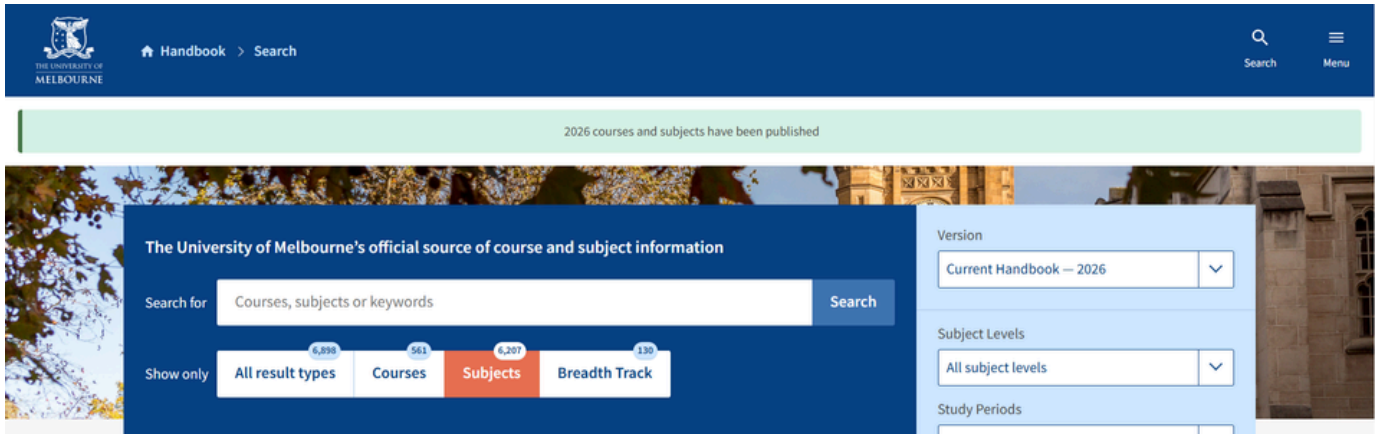 THE UNIVERSITY OF
MELBOURNE
Handbook > Search
Search
Menu
2026 courses and subjects have been published
The University of Melbourne's official source of course and subject information
Search for
Courses, subjects or keywords
Search
Show only
All result types
6,898
Courses
561
Subjects
6,207
Breadth Track
130
Version
Current Handbook — 2026
Subject Levels
All subject levels
Study Periods